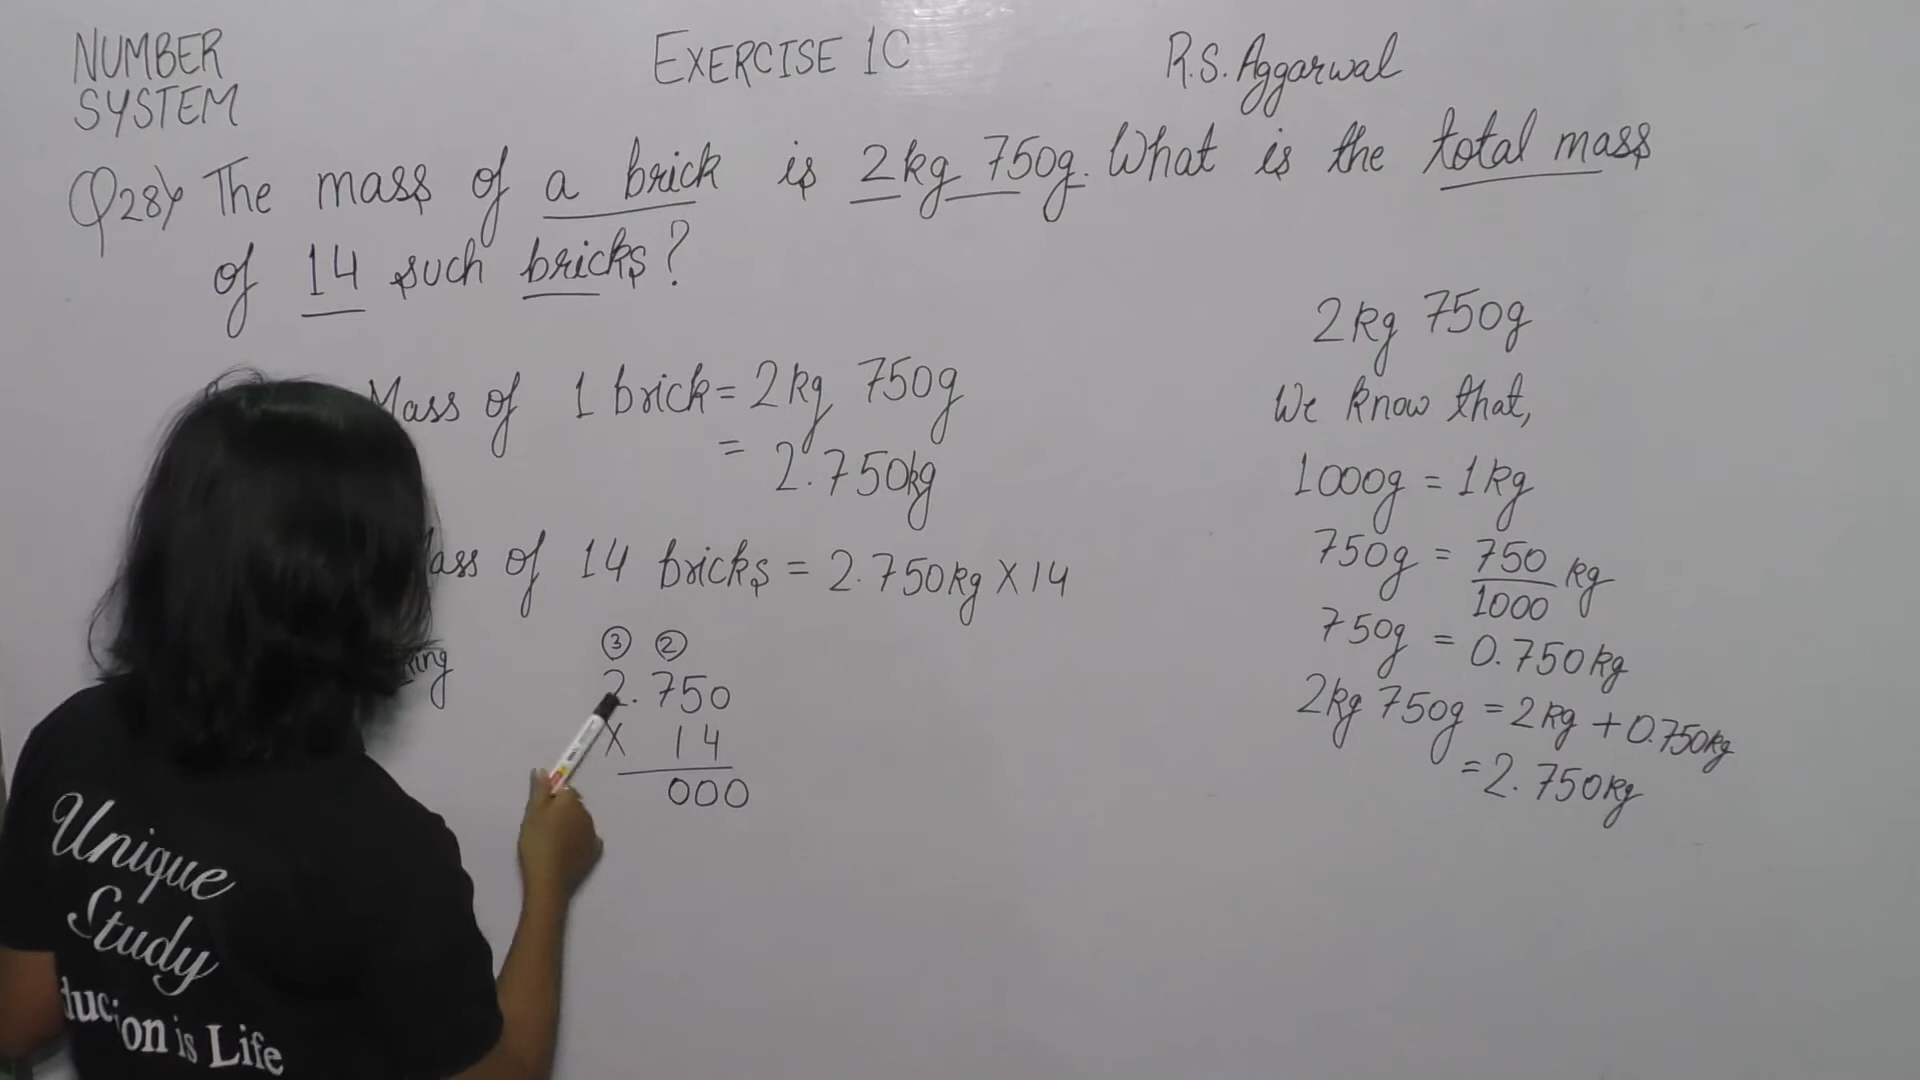 NUMBER
SYSTEM
EXERCISE 1C
R.S. Aggarwal
Q28) The mass of a brick is 2kg 750g. What is the total mass
of 14 such bricks?
Mass of 1 brick = 2kg 750g
= 2.750kg
Mass of 14 bricks = 2.750kg X 14
3 2
2.750
X 14
000
2kg 750g
We know that,
1000g = 1kg
750g = 750/1000 kg
750g = 0.750kg
2kg 750g = 2kg + 0.750kg
= 2.750kg
Unique
Study
ducation is Life